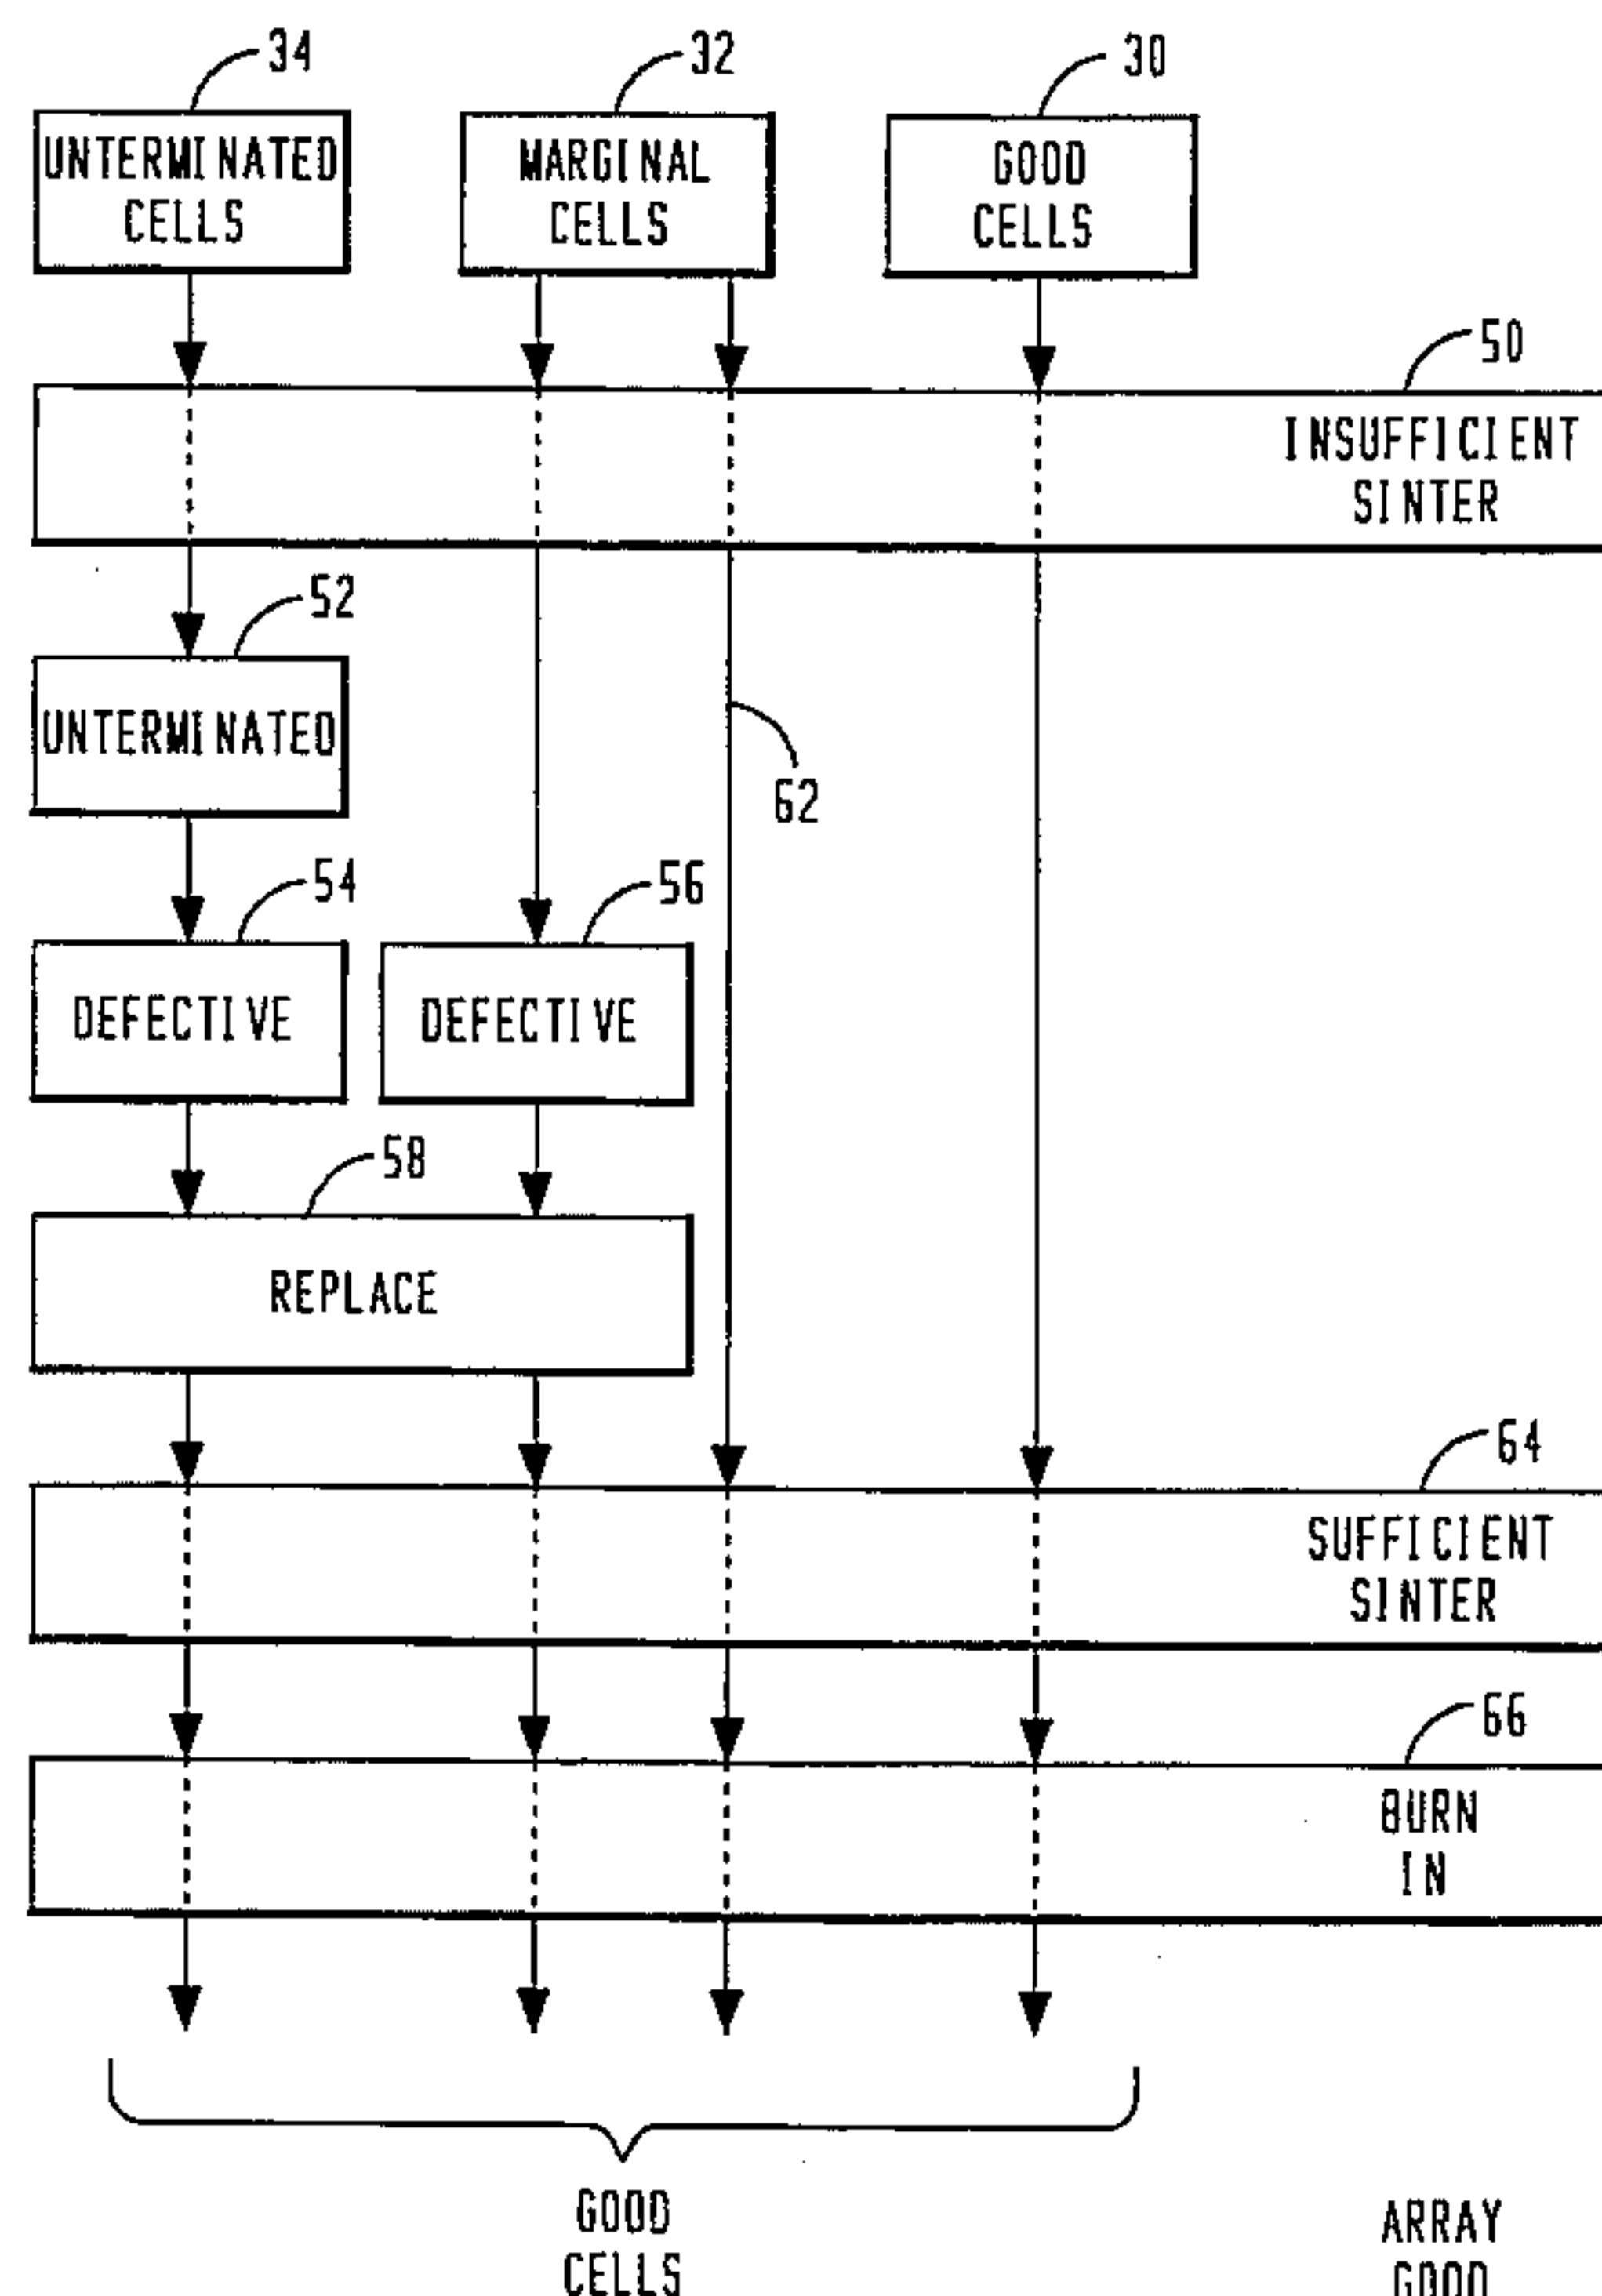 34
32
30
UNTERMINATED
CELLS
MARGINAL
CELLS
GOOD
CELLS
50
INSUFFICIENT
SINTER
52
UNTERMINATED
62
54
56
DEFECTIVE
DEFECTIVE
58
REPLACE
64
SUFFICIENT
SINTER
66
BURN
IN
GOOD
CELLS
ARRAY
GOOD